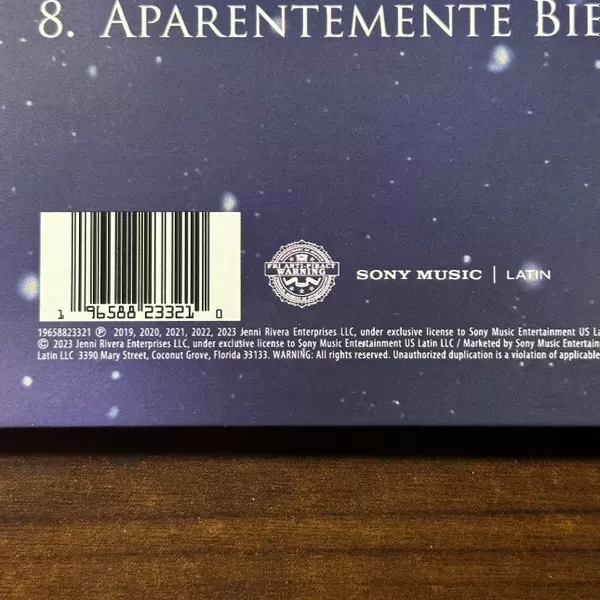 8. APARENTEMENTE BIE
FBI ANTI-PIRACY
WARNING
SONY MUSIC | LATIN
1 96588 23321 0
19658823321 Ⓟ 2019, 2020, 2021, 2022, 2023 Jenni Rivera Enterprises LLC, under exclusive license to Sony Music Entertainment US La
© 2023 Jenni Rivera Enterprises LLC, under exclusive license to Sony Music Entertainment US Latin LLC / Marketed by Sony Music Entertain
Latin LLC 3390 Mary Street, Coconut Grove, Florida 33133. WARNING: All rights reserved. Unauthorized duplication is a violation of applicable